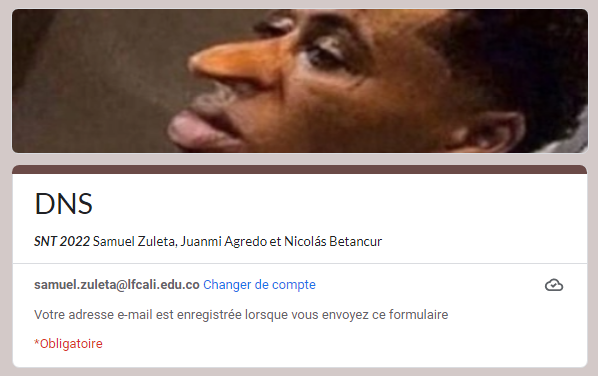 DNS
SNT 2022 Samuel Zuleta, Juanmi Agredo et Nicolás Betancur
samuel.zuleta@lfcali.edu.co Changer de compte
Votre adresse e-mail est enregistrée lorsque vous envoyez ce formulaire
*Obligatoire